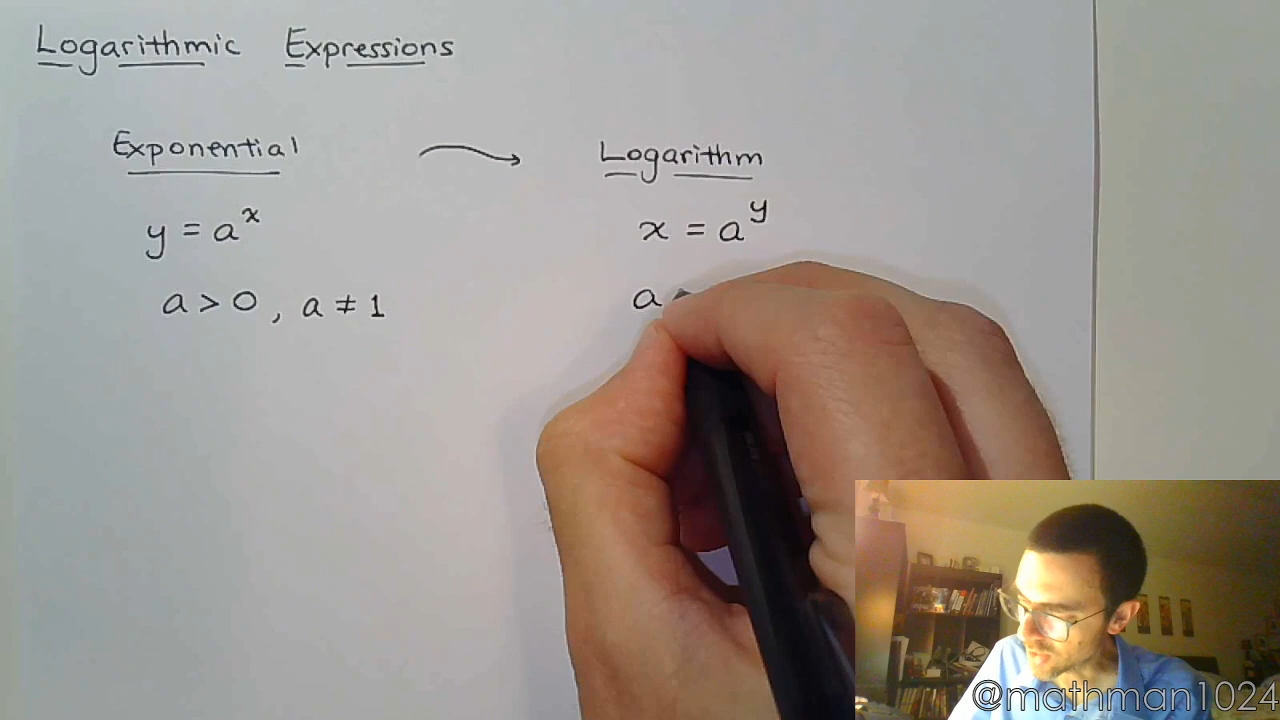 Logarithmic Expressions
Exponential → Logarithm
y = a^x
x = a^y
a > 0, a ≠ 1
a
@mathman1024